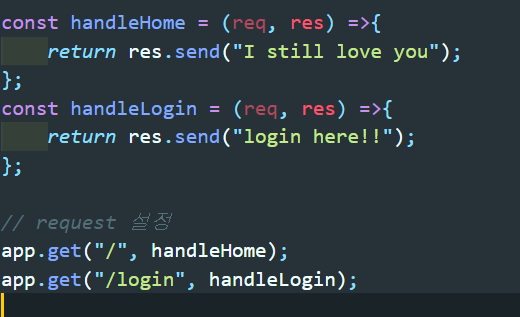 const handleHome = (req, res) =>{
    return res.send("I still love you");
};
const handleLogin = (req, res) =>{
    return res.send("login here!!");
};

// request 설정
app.get("/", handleHome);
app.get("/login", handleLogin);